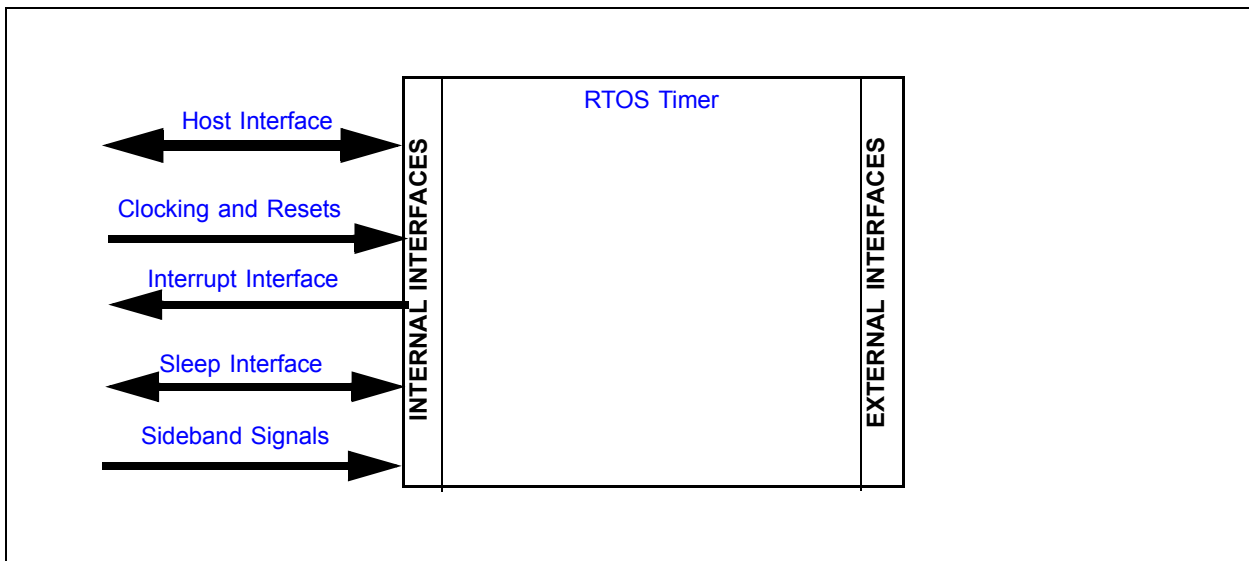 RTOS Timer
Host Interface
Clocking and Resets
Interrupt Interface
Sleep Interface
Sideband Signals
INTERNAL INTERFACES
EXTERNAL INTERFACES